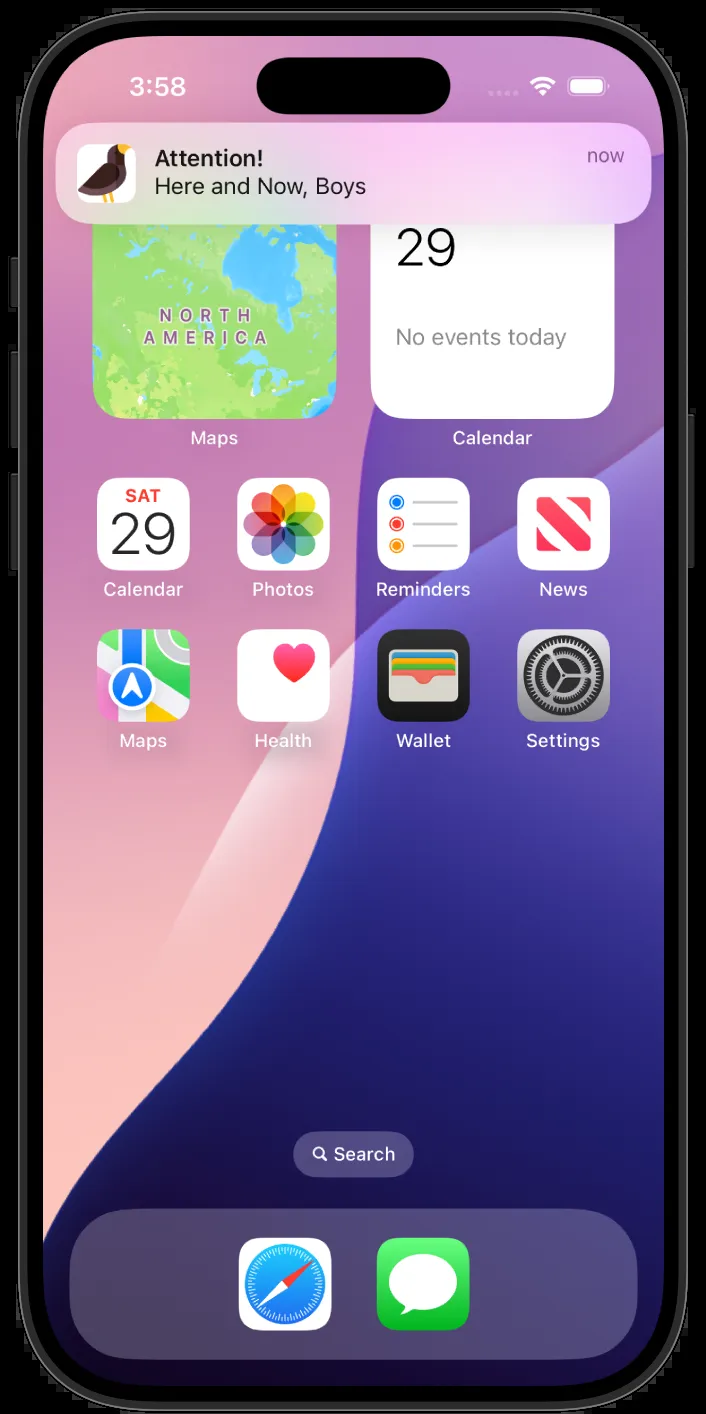 3:58
Attention!
now
Here and Now, Boys
29
NORTH
AMERICA
No events today
Maps
Calendar
SAT
29
Calendar
Photos
Reminders
News
Maps
Health
Wallet
Settings
Search